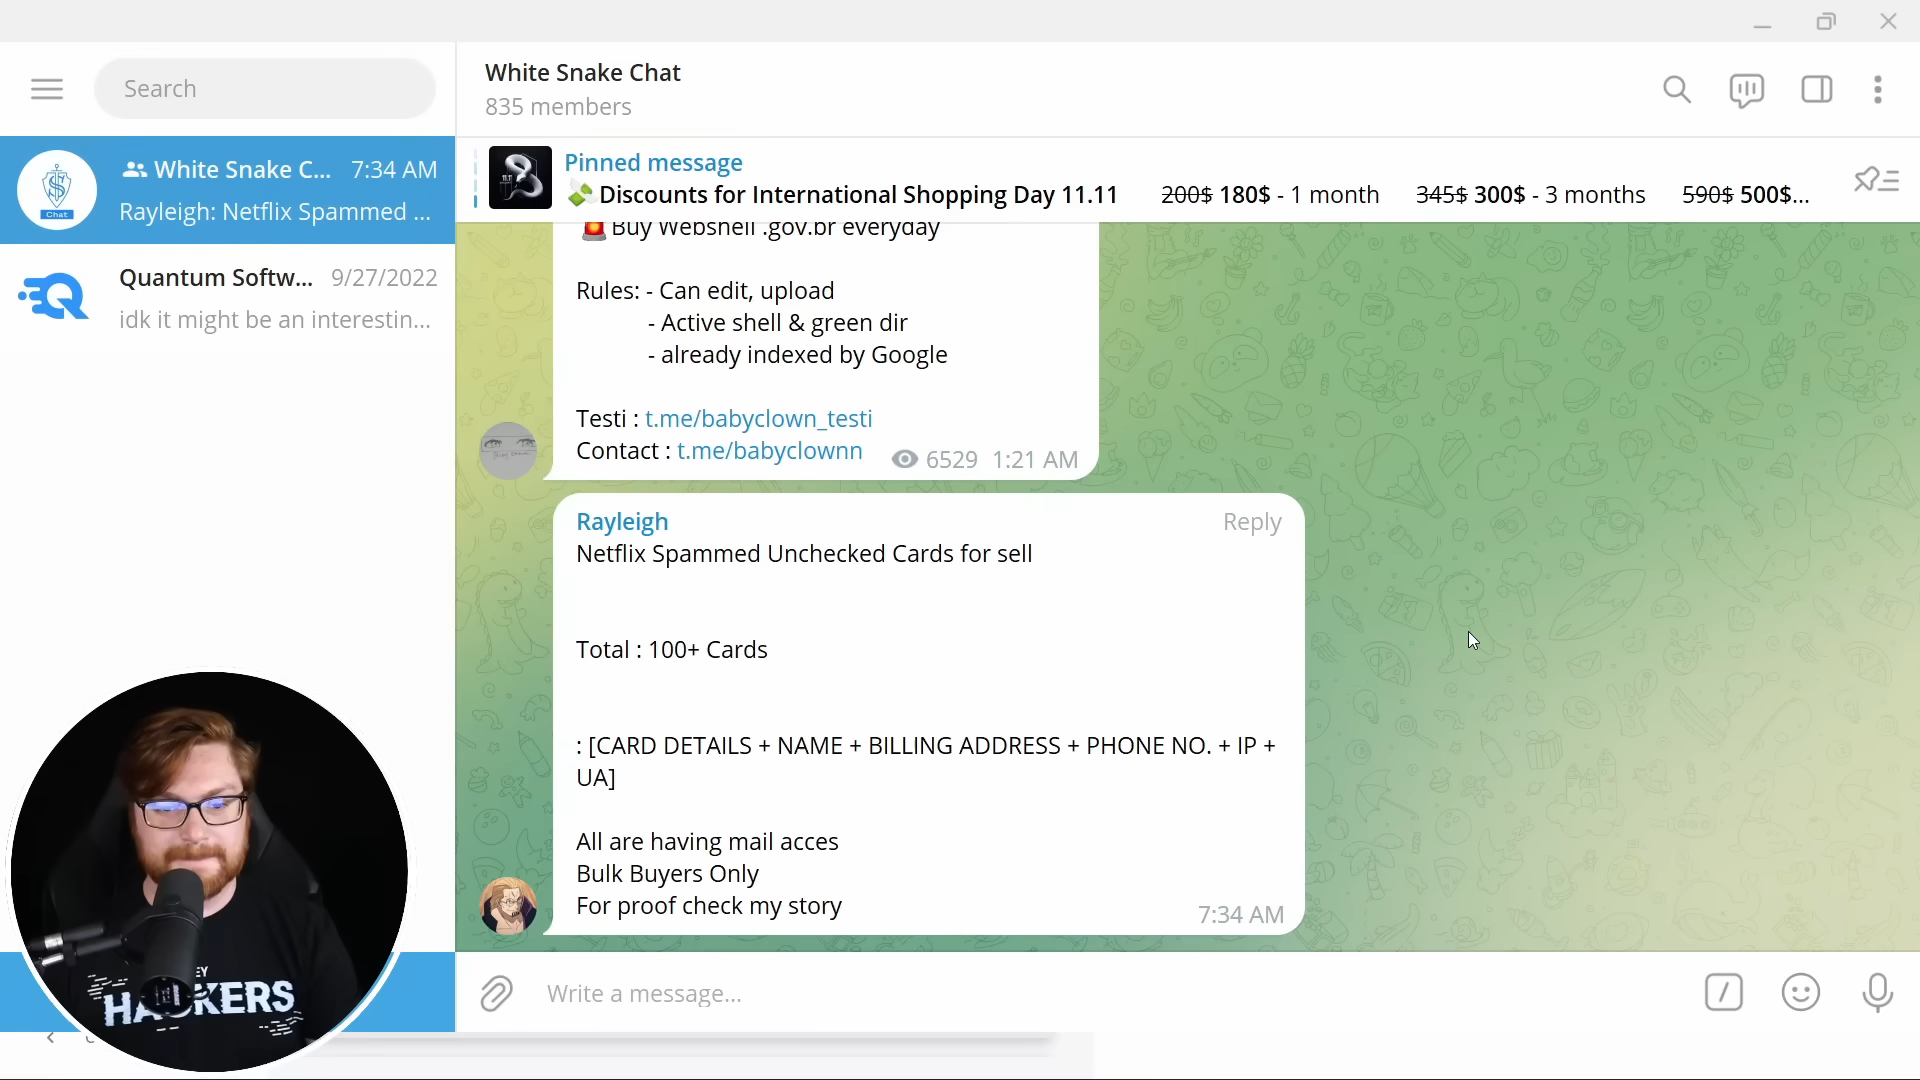 Search
White Snake C... 7:34 AM
Rayleigh: Netflix Spammed ...
Chat
Quantum Softw... 9/27/2022
idk it might be an interestin...
White Snake Chat
835 members
Pinned message
💸Discounts for International Shopping Day 11.11 200$ 180$ - 1 month 345$ 300$ - 3 months 590$ 500$...
🚨 Buy Webshell .gov.br everyday
Rules: - Can edit, upload
- Active shell & green dir
- already indexed by Google
Testi : t.me/babyclown_testi
Contact : t.me/babyclownn 6529 1:21 AM
Rayleigh Reply
Netflix Spammed Unchecked Cards for sell
Total : 100+ Cards
: [CARD DETAILS + NAME + BILLING ADDRESS + PHONE NO. + IP +
UA]
All are having mail acces
Bulk Buyers Only
For proof check my story
7:34 AM
Write a message...
HACKERS